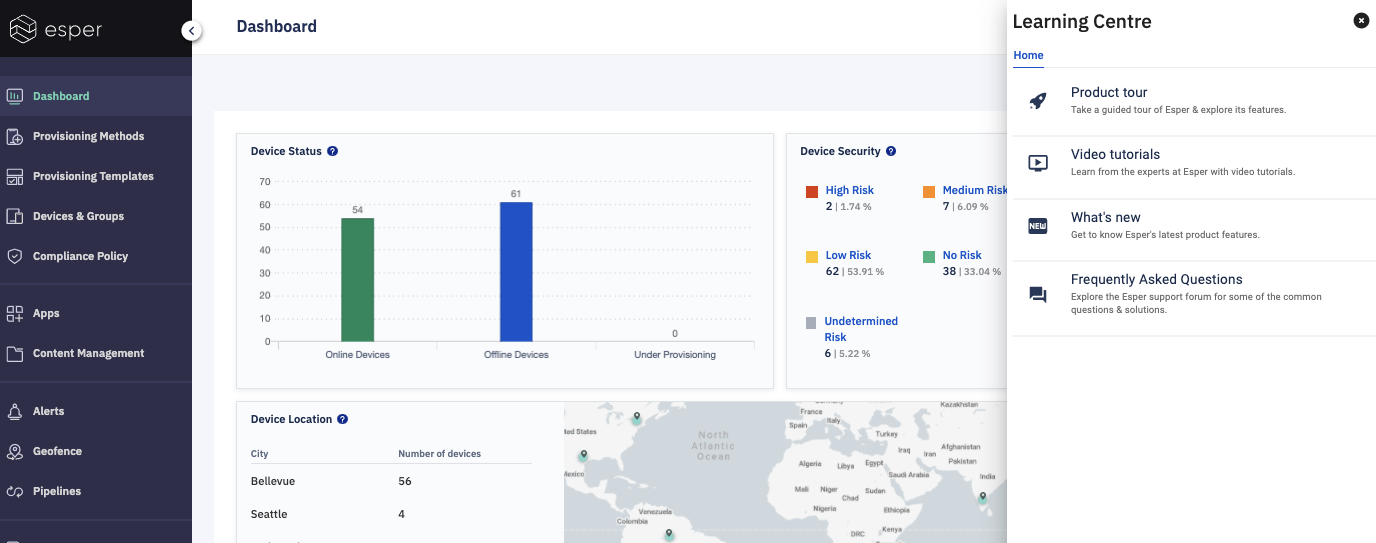 esper
Dashboard
Provisioning Methods
Provisioning Templates
Devices & Groups
Compliance Policy
Apps
Content Management
Alerts
Geofence
Pipelines
Dashboard
Device Status ?
70
60
50
40
30
20
10
0
54
61
0
Online Devices
Offline Devices
Under Provisioning
Device Security ?
High Risk
2 | 1.74 %
Medium Risk
7 | 6.09 %
Low Risk
62 | 53.91 %
No Risk
38 | 33.04 %
Undetermined
Risk
6 | 5.22 %
Device Location ?
City Number of devices
Bellevue 56
Seattle 4
North
Atlantic
Ocean
Venezuela
Colombia
France
Spain
Italy
Turkey
Kazakhstan
Afghanistan
Iraq
Iran
Pakistan
Algeria
Libya
Egypt
Saudi Arabia
India
Mali
Niger
Chad
Sudan
Nigeria
Ethiopia
DRC
Kenya
Learning Centre
Home
Product tour
Take a guided tour of Esper & explore its features.
Video tutorials
Learn from the experts at Esper with video tutorials.
NEW
What's new
Get to know Esper's latest product features.
Frequently Asked Questions
Explore the Esper support forum for some of the common
questions & solutions.